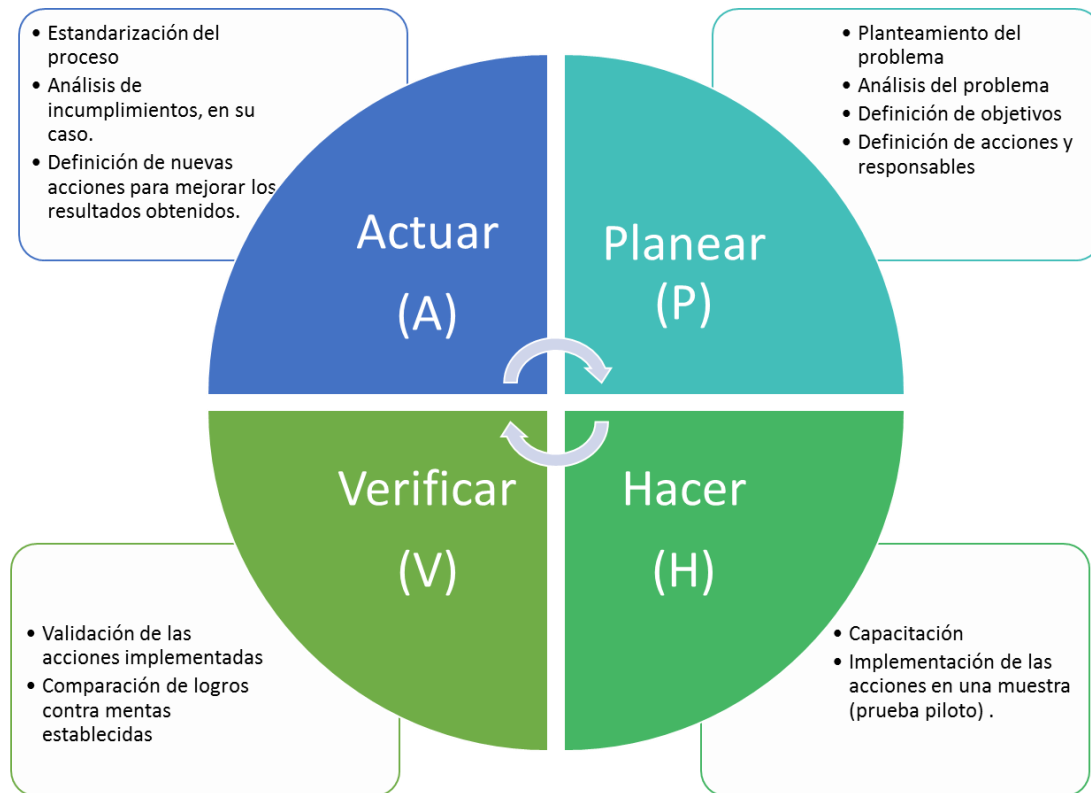 • Estandarización del
proceso
• Análisis de
incumplimientos, en su
caso.
• Definición de nuevas
acciones para mejorar los
resultados obtenidos.
• Planteamiento del
problema
• Análisis del problema
• Definición de objetivos
• Definición de acciones y
responsables
Actuar
(A)
Planear
(P)
Verificar
(V)
Hacer
(H)
• Validación de las
acciones implementadas
• Comparación de logros
contra mentas
establecidas
• Capacitación
• Implementación de las
acciones en una muestra
(prueba piloto) .